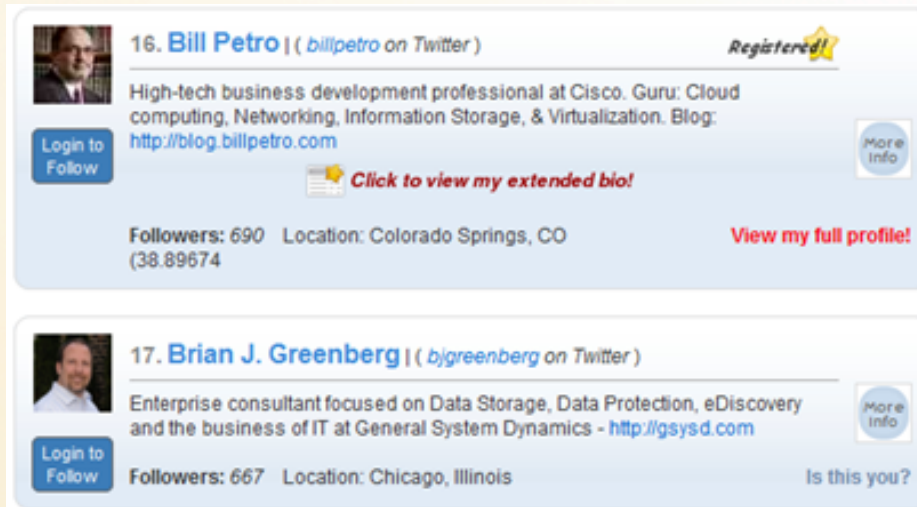 16. Bill Petro | ( billpetro on Twitter )
Registered!
High-tech business development professional at Cisco. Guru: Cloud
computing, Networking, Information Storage, & Virtualization. Blog:
http://blog.billpetro.com
Login to
Follow
More
Info
Click to view my extended bio!
Followers: 690 Location: Colorado Springs, CO
(38.89674
View my full profile!
17. Brian J. Greenberg | ( bjgreenberg on Twitter )
Enterprise consultant focused on Data Storage, Data Protection, eDiscovery
and the business of IT at General System Dynamics - http://gsysd.com
More
Info
Login to
Follow
Followers: 667 Location: Chicago, Illinois
Is this you?